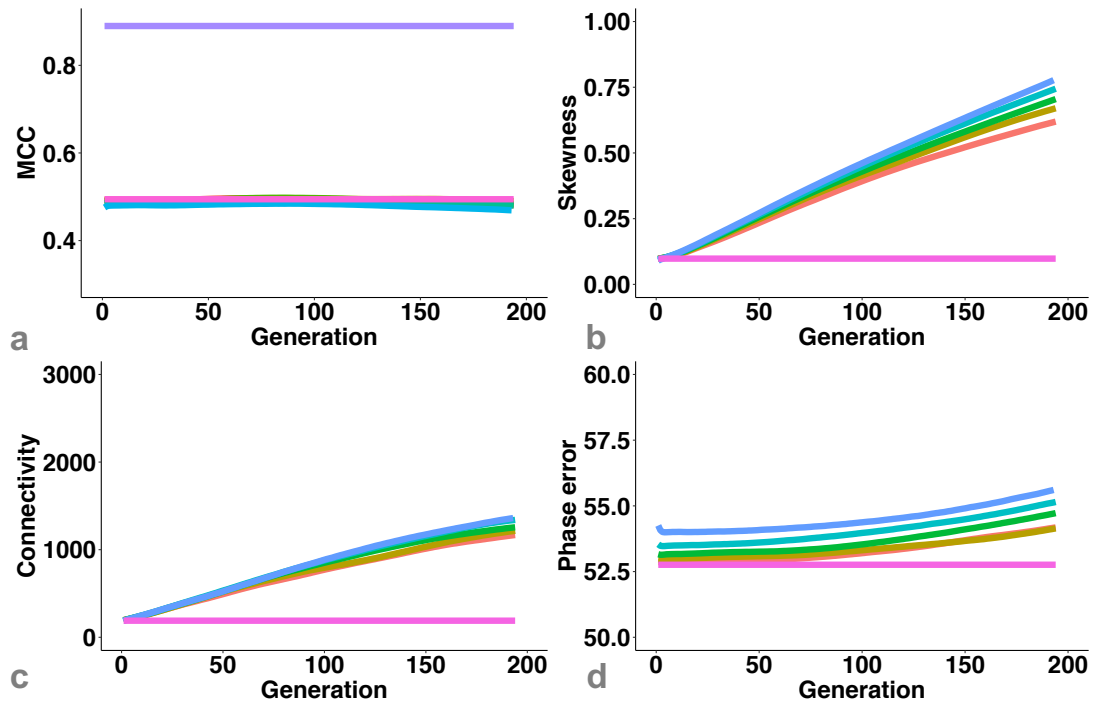 MCC
0.8
0.6
0.4
0 50 100 150 200
Generation
a
Skewness
1.00
0.75
0.50
0.25
0.00
0 50 100 150 200
Generation
b
Connectivity
3000
2000
1000
0
0 50 100 150 200
Generation
c
Phase error
60.0
57.5
55.0
52.5
50.0
0 50 100 150 200
Generation
d